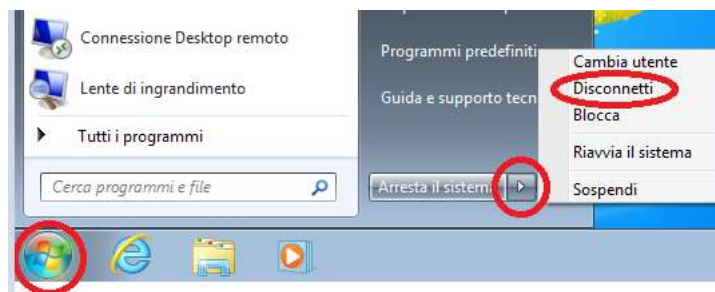 Connessione Desktop remoto
Lente di ingrandimento
Tutti i programmi
Cerca programmi e file
Programmi predefiniti
Guida e supporto tecn
Arresta il sistema
Cambia utente
Disconnetti
Blocca
Riavvia il sistema
Sospendi